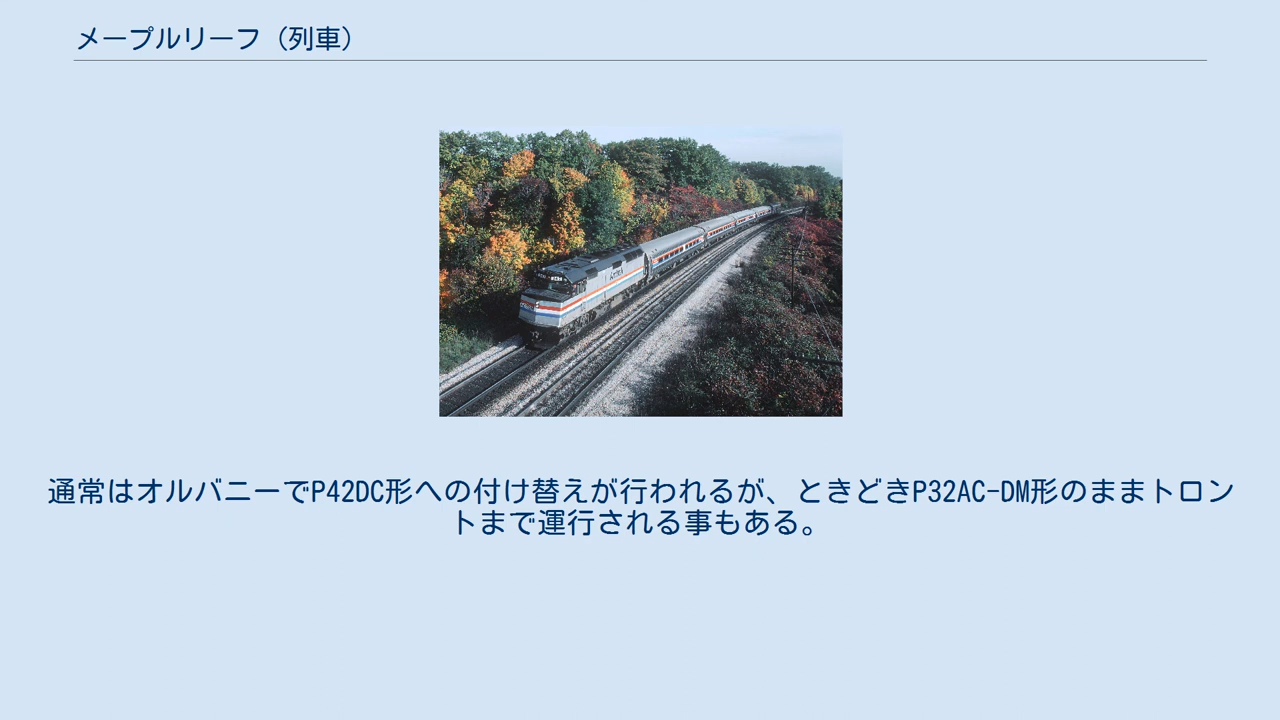 メープルリーフ（列車）
通常はオルバニーでP42DC形への付け替えが行われるが、ときどきP32AC-DM形のままトロン
トまで運行される事もある。